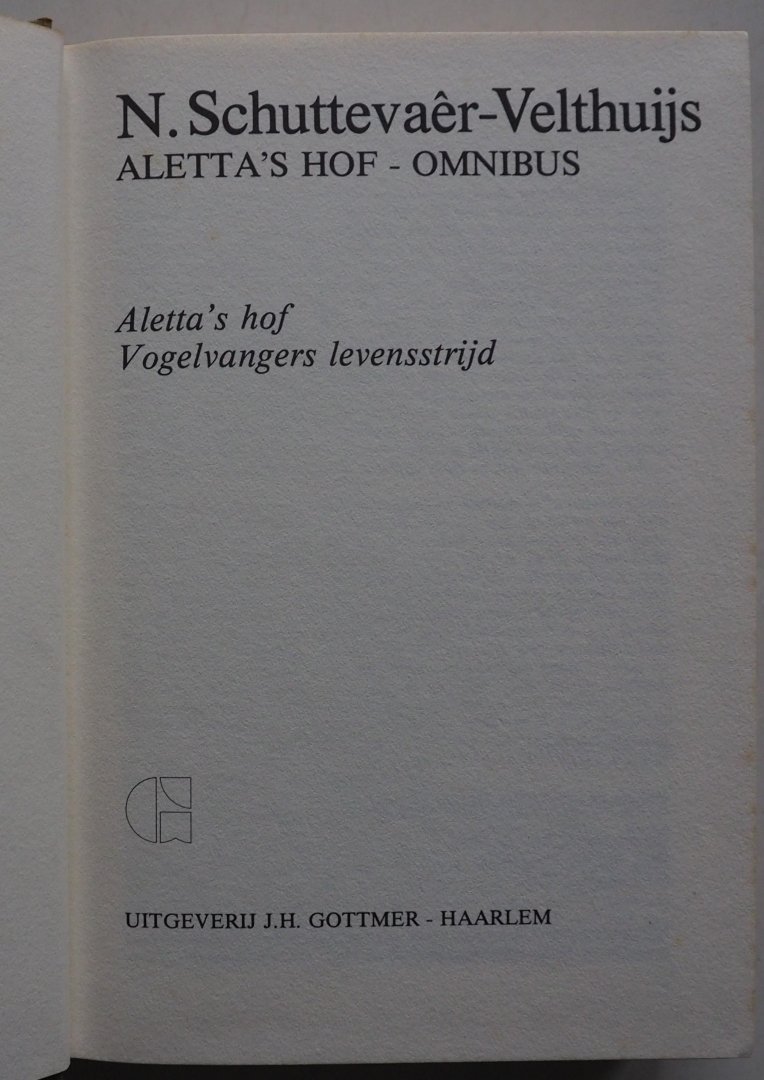 N. Schuttevaêr-Velthuijs
ALETTA'S HOF - OMNIBUS
Aletta's hof
Vogelvangers levensstrijd
UITGEVERIJ J.H. GOTTMER - HAARLEM